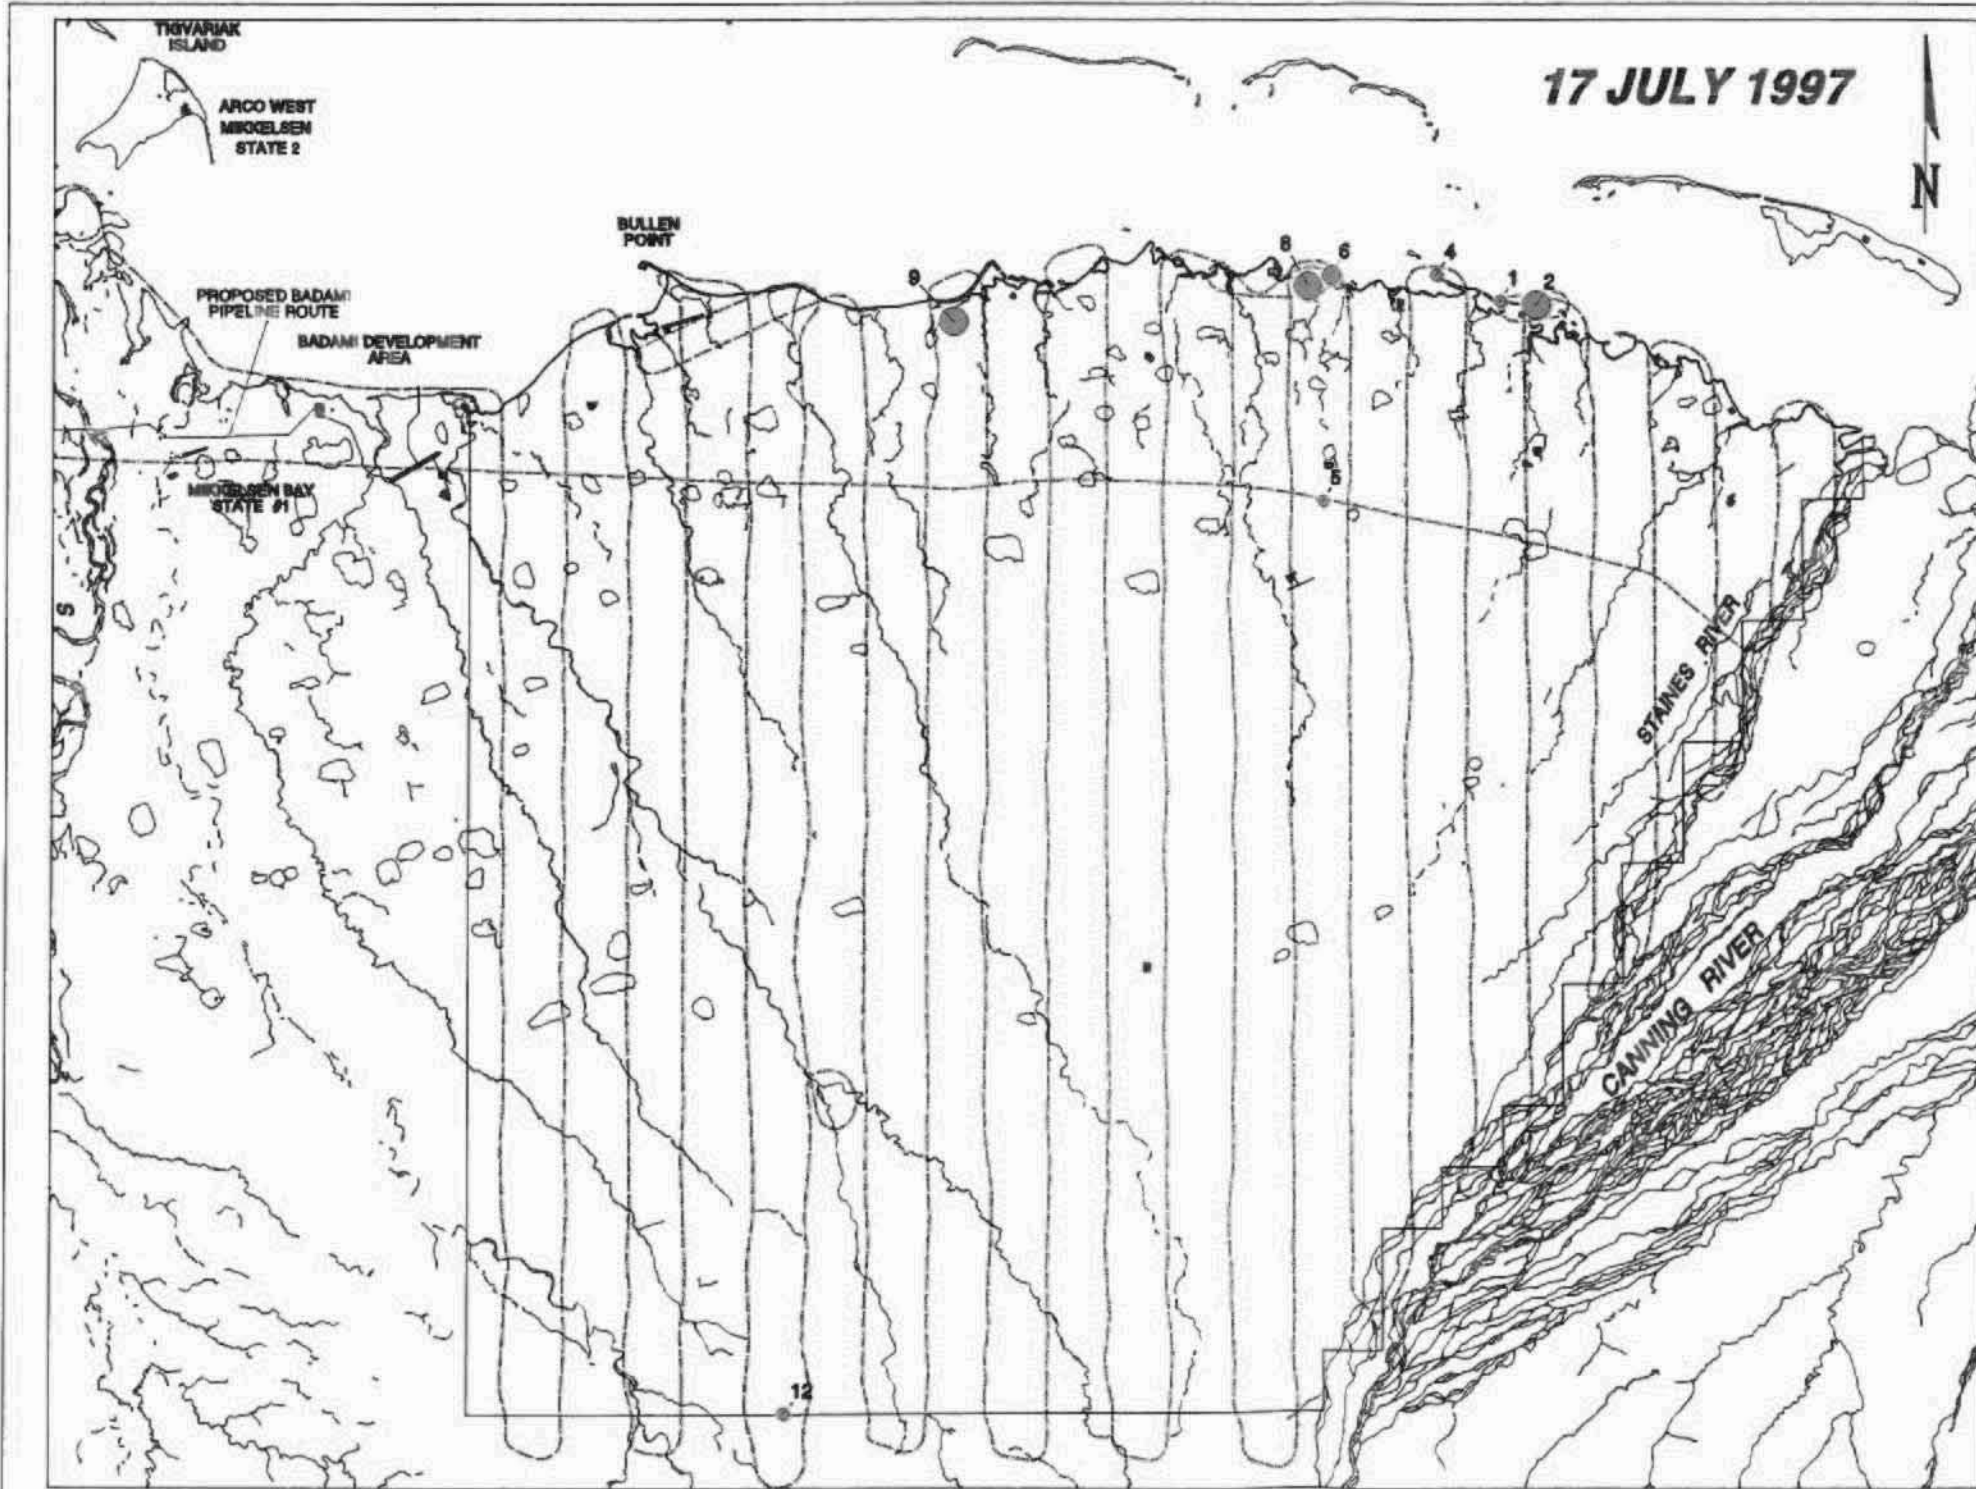 TIGVARIAK
ISLAND
17 JULY 1997
ARCO WEST
MIKKELSEN
STATE 2
N
BULLEN
POINT
8
6
4
9
1
2
PROPOSED BADAMI
PIPELINE ROUTE
BADAMI DEVELOPMENT
AREA
5
MIKKELSEN BAY
STATE #1
S
STAINES RIVER
CANNING RIVER
12